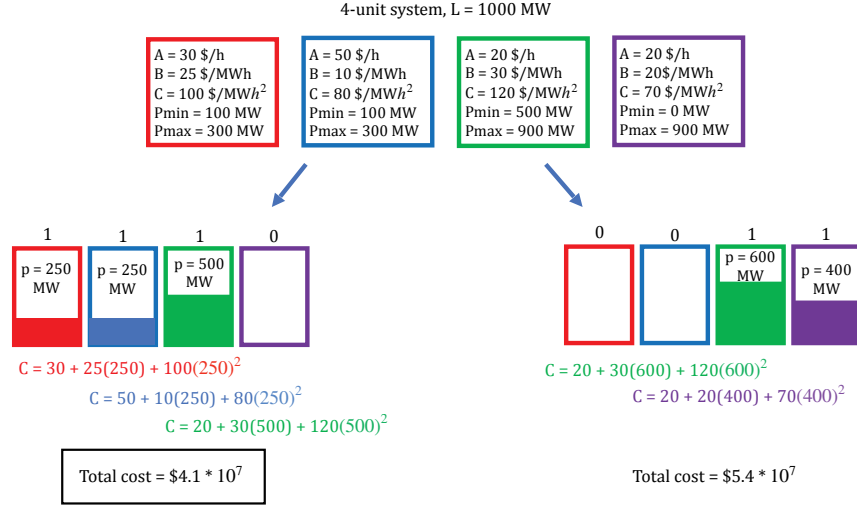 4-unit system, L = 1000 MW
A = 30 $/h
B = 25 $/MWh
C = 100 $/MWh²
Pmin = 100 MW
Pmax = 300 MW
A = 50 $/h
B = 10 $/MWh
C = 80 $/MWh²
Pmin = 100 MW
Pmax = 300 MW
A = 20 $/h
B = 30 $/MWh
C = 120 $/MWh²
Pmin = 500 MW
Pmax = 900 MW
A = 20 $/h
B = 20$/MWh
C = 70 $/MWh²
Pmin = 0 MW
Pmax = 900 MW
1
1
1
0
p = 250
MW
p = 250
MW
p = 500
MW
C = 30 + 25(250) + 100(250)²
C = 50 + 10(250) + 80(250)²
C = 20 + 30(500) + 120(500)²
Total cost = $4.1 * 10⁷
0
0
1
1
p = 600
MW
p = 400
MW
C = 20 + 30(600) + 120(600)²
C = 20 + 20(400) + 70(400)²
Total cost = $5.4 * 10⁷